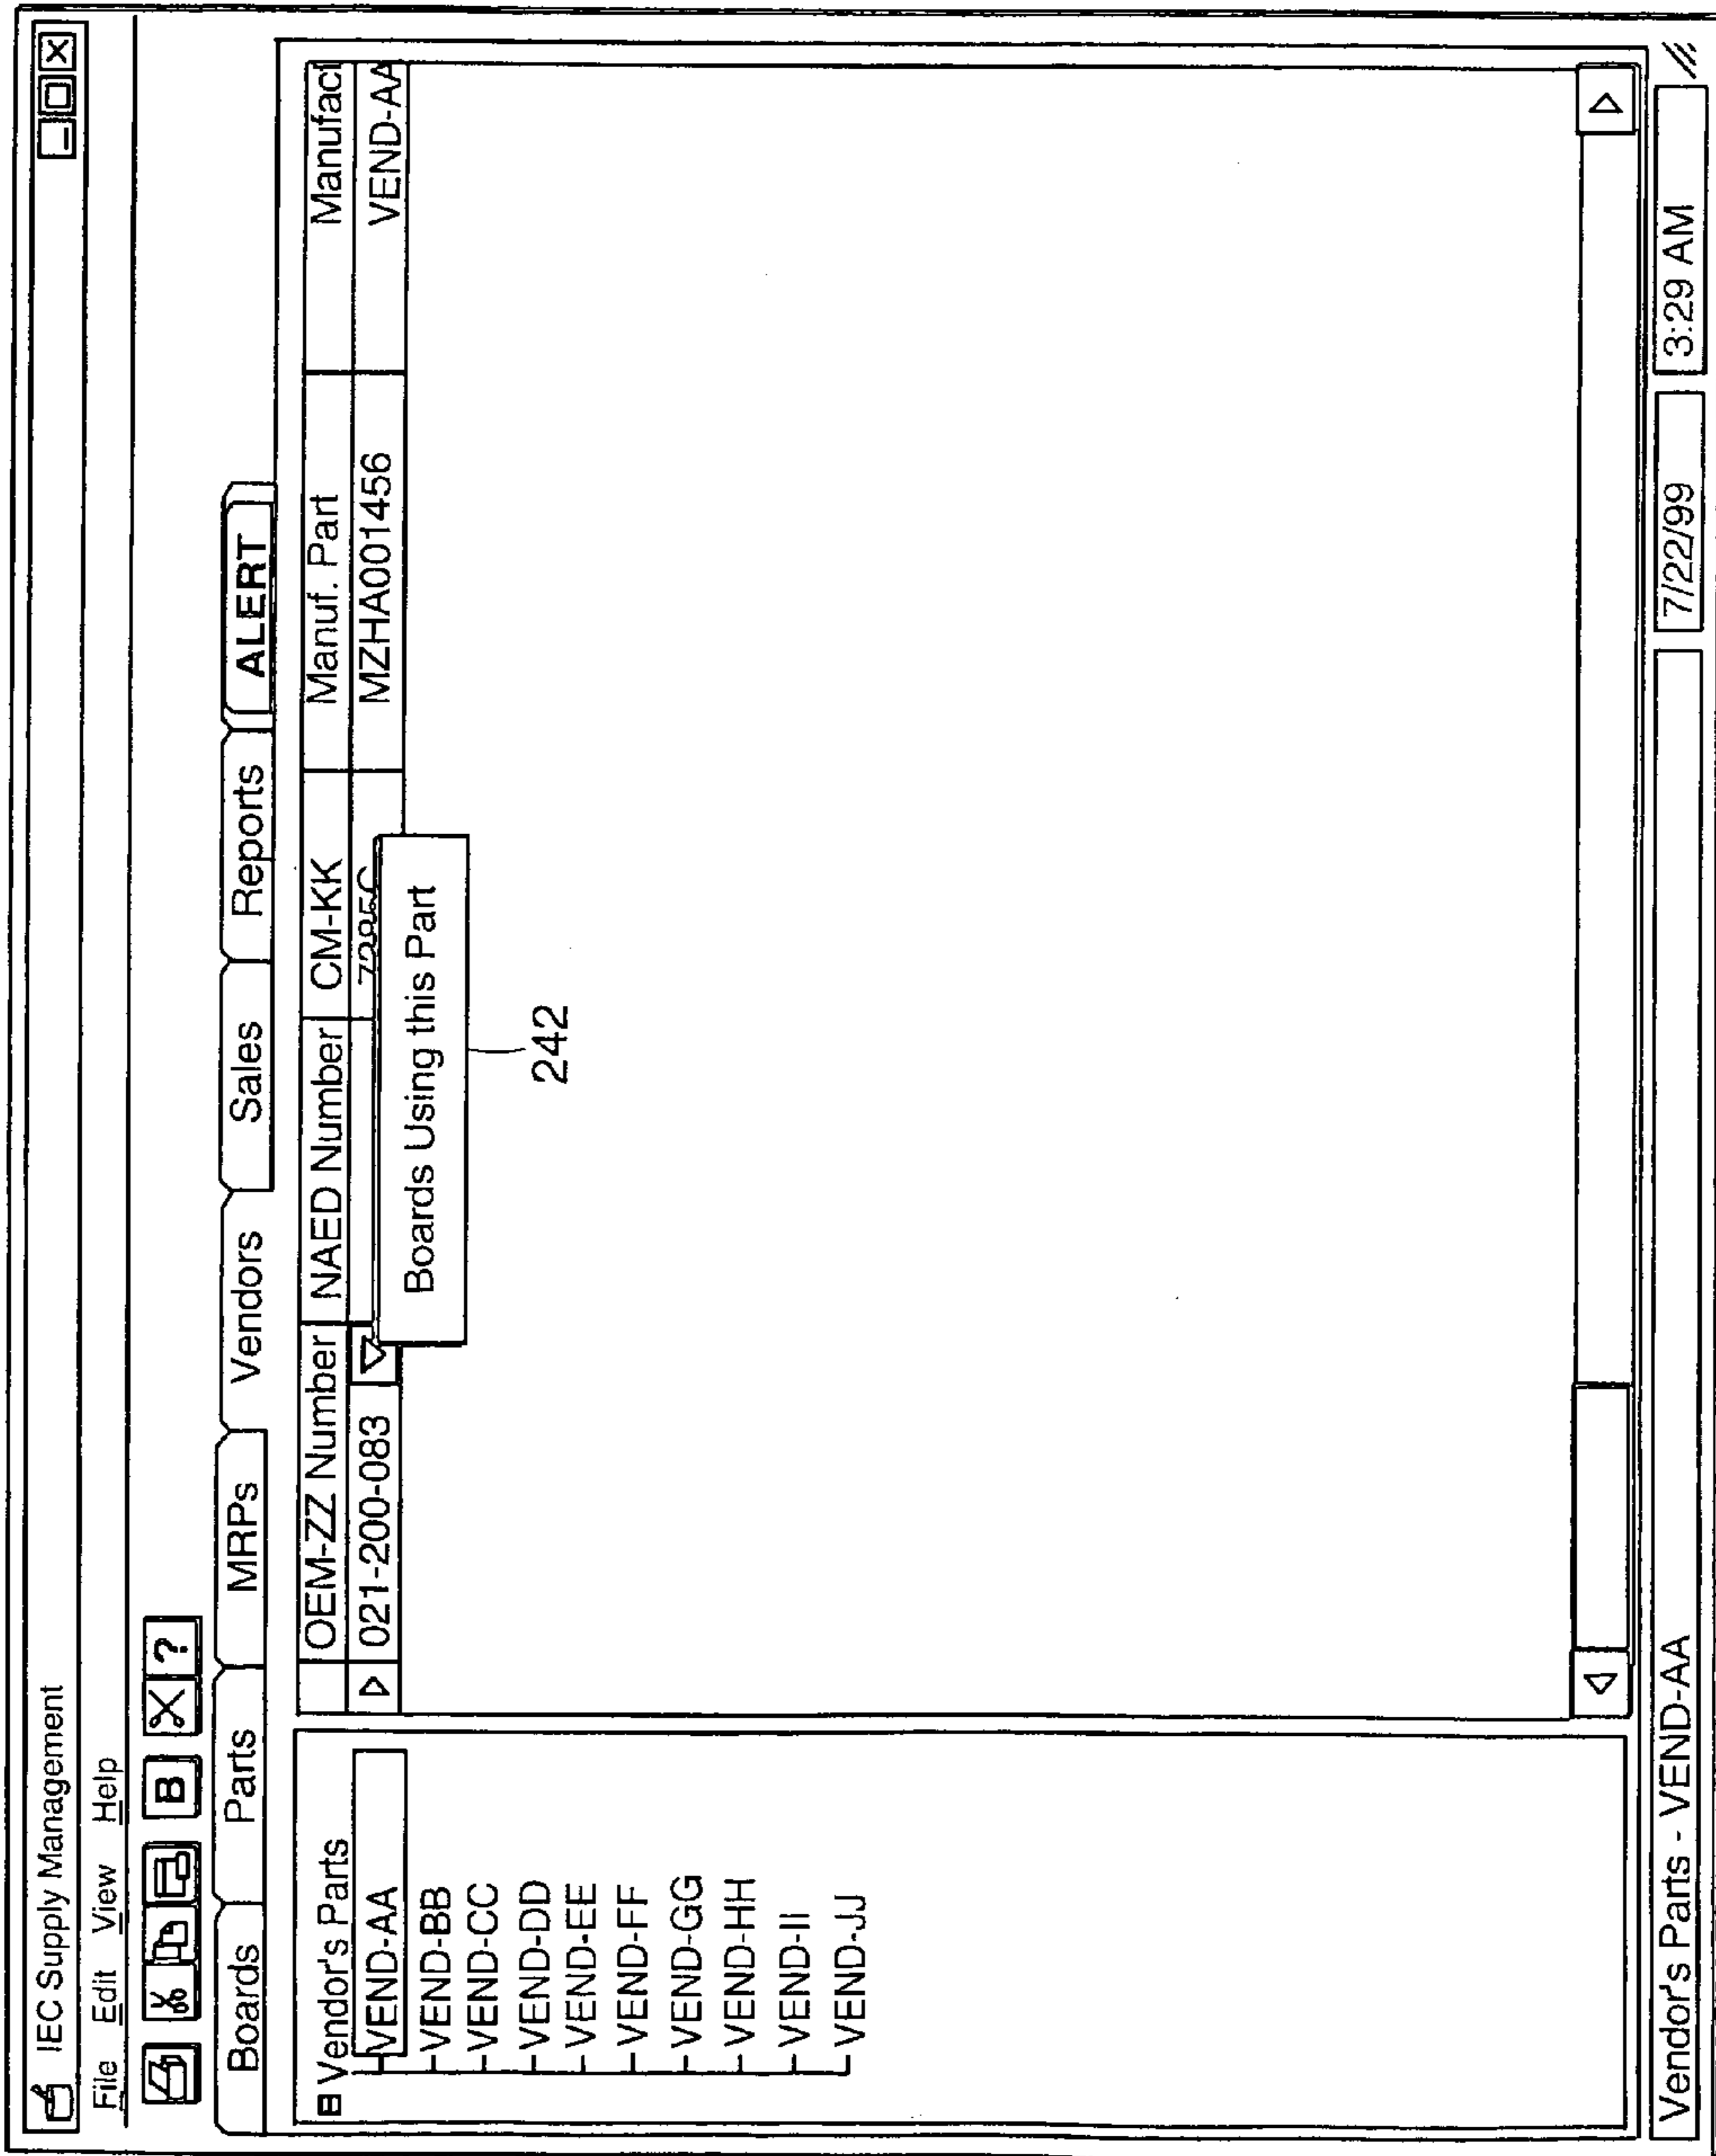 IEC Supply Management
File Edit View Help
B ?
Boards Parts MRPs Vendors Sales Reports ALERT
Vendor's Parts
VEND-AA
VEND-BB
VEND-CC
VEND-DD
VEND-EE
VEND-FF
VEND-GG
VEND-HH
VEND-II
VEND-JJ
OEM-ZZ Number NAED Number CM-KK Manuf. Part Manufact
021-200-083 MZHA001456 VEND-AA
Boards Using this Part
242
Vendor's Parts - VEND-AA 7/22/99 3:29 AM